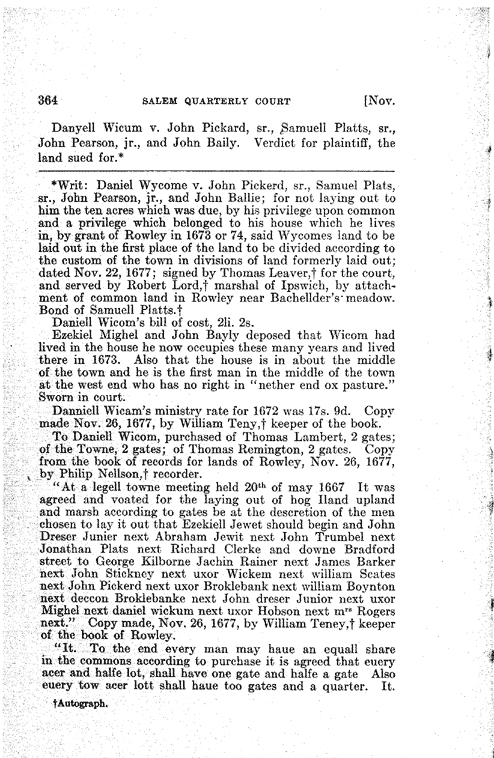 364 SALEM QUARTERLY COURT [Nov.
Danyell Wicum v. John Pickard, sr., Samuell Platts, sr.,
John Pearson, jr., and John Baily. Verdict for plaintiff, the
land sued for.*
*Writ: Daniel Wycome v. John Pickerd, sr., Samuel Plats,
sr., John Pearson, jr., and John Ballie; for not laying out to
him the ten acres which was due, by his privilege upon common
and a privilege which belonged to his house which he lives
in, by grant of Rowley in 1673 or 74, said Wycomes land to be
laid out in the first place of the land to be divided according to
the custom of the town in divisions of land formerly laid out;
dated Nov. 22, 1677; signed by Thomas Leaver,† for the court,
and served by Robert Lord,† marshal of Ipswich, by attach-
ment of common land in Rowley near Bachellder's meadow.
Bond of Samuell Platts.†
Daniell Wicom's bill of cost, 2li. 2s.
Ezekiel Mighel and John Bayly deposed that Wicom had
lived in the house he now occupies these many years and lived
there in 1673. Also that the house is in about the middle
of the town and he is the first man in the middle of the town
at the west end who has no right in "nether end ox pasture."
Sworn in court.
Danniell Wicam's ministry rate for 1672 was 17s. 9d. Copy
made Nov. 26, 1677, by William Teny,† keeper of the book.
To Daniell Wicom, purchased of Thomas Lambert, 2 gates;
of the Towne, 2 gates; of Thomas Remington, 2 gates. Copy
from the book of records for lands of Rowley, Nov. 26, 1677,
by Philip Nellson,† recorder.
"At a legell towne meeting held 20th of may 1667 It was
agreed and voated for the laying out of hog Iland upland
and marsh according to gates be at the descretion of the men
chosen to lay it out that Ezekiell Jewet should begin and John
Dreser Junier next Abraham Jewit next John Trumbel next
Jonathan Plats next Richard Clerke and downe Bradford
street to George Kilborne Jachin Rainer next James Barker
next John Stickney next uxor Wickem next william Scates
next John Pickerd next uxor Broklebank next william Boynton
next deccon Broklebanke next John dreser Junior next uxor
Mighel next daniel wickum next uxor Hobson next mrs Rogers
next." Copy made, Nov. 26, 1677, by William Teney,† keeper
of the book of Rowley.
"It. To the end every man may haue an equall share
in the commons according to purchase it is agreed that euery
acer and halfe lot, shall have one gate and halfe a gate Also
euery tow acer lott shall haue too gates and a quarter. It.
†Autograph.